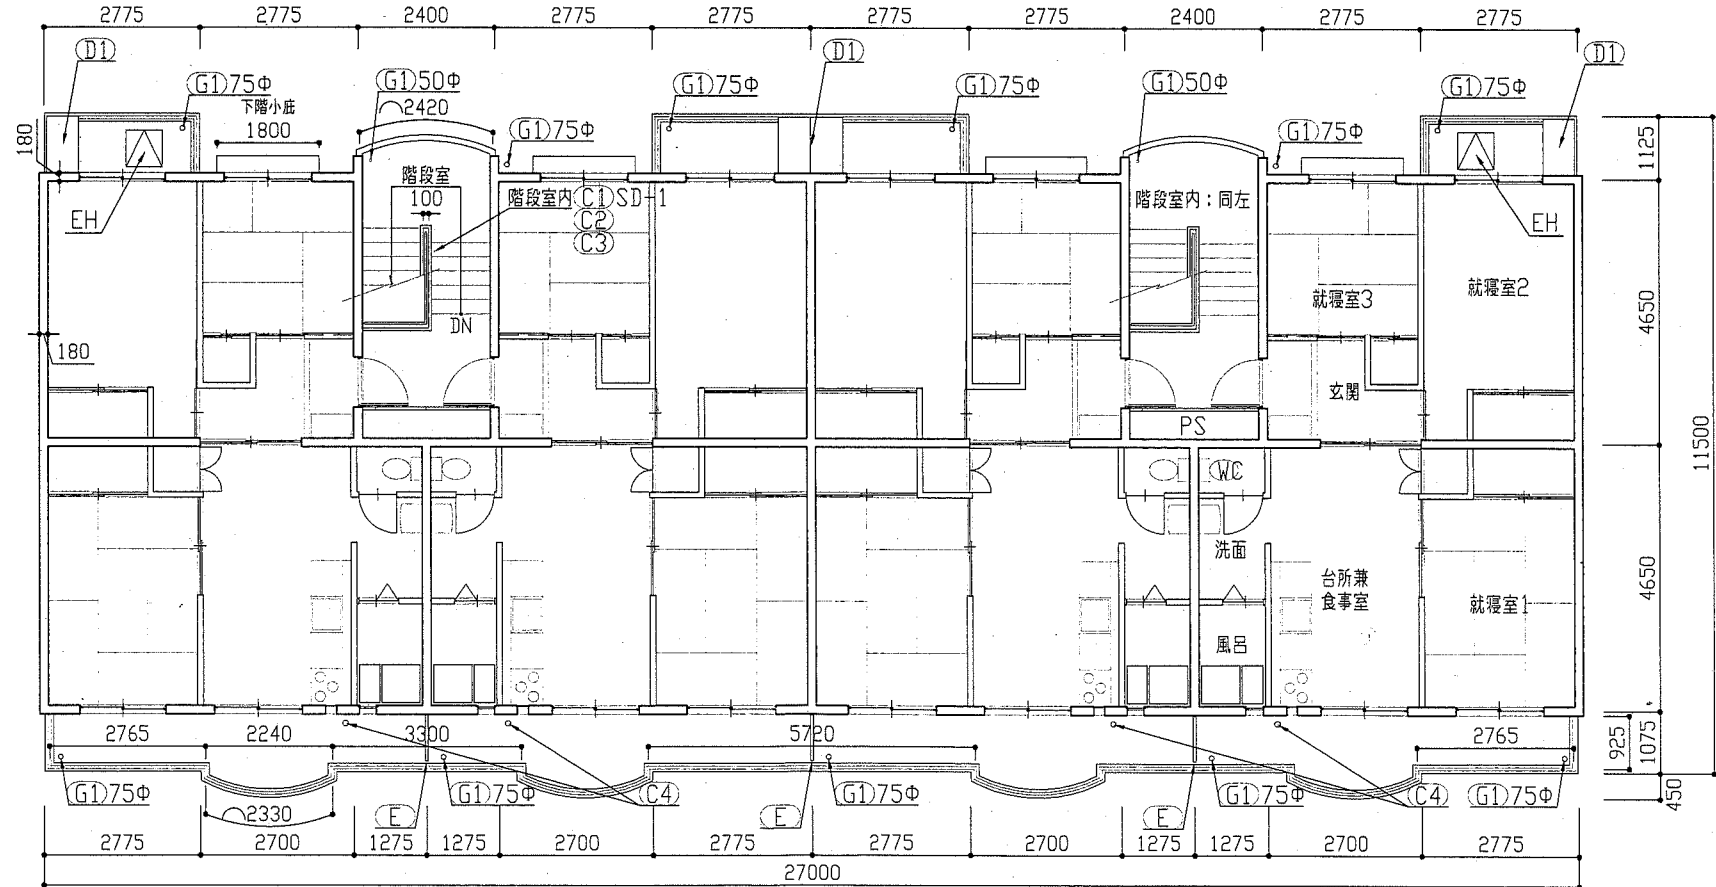 2775 2775 2400 2775 2775 2775 2775 2400 2775 2775
D1 D1 D1
G1)75Φ G1)50Φ G1)75Φ G1)75Φ G1)50Φ G1)75Φ
下階小庇 2420
1800 G1)75Φ G1)75Φ
180 1125
階段室
100 階段室内 C1 SD-1 階段室内:同左
EH C2 EH
C3
就寝室3 就寝室2
DN 4650
180
玄関
PS
11500
WC
洗面
台所兼
食事室 就寝室1 4650
風呂
2765 2240 3300 5720 2765 925 1075
G1)75Φ G1)75Φ G1)75Φ G1)75Φ G1)75Φ
C4 C4
2330 E E E 450
2775 2700 1275 1275 2700 2775 2775 2700 1275 1275 2700 2775
27000